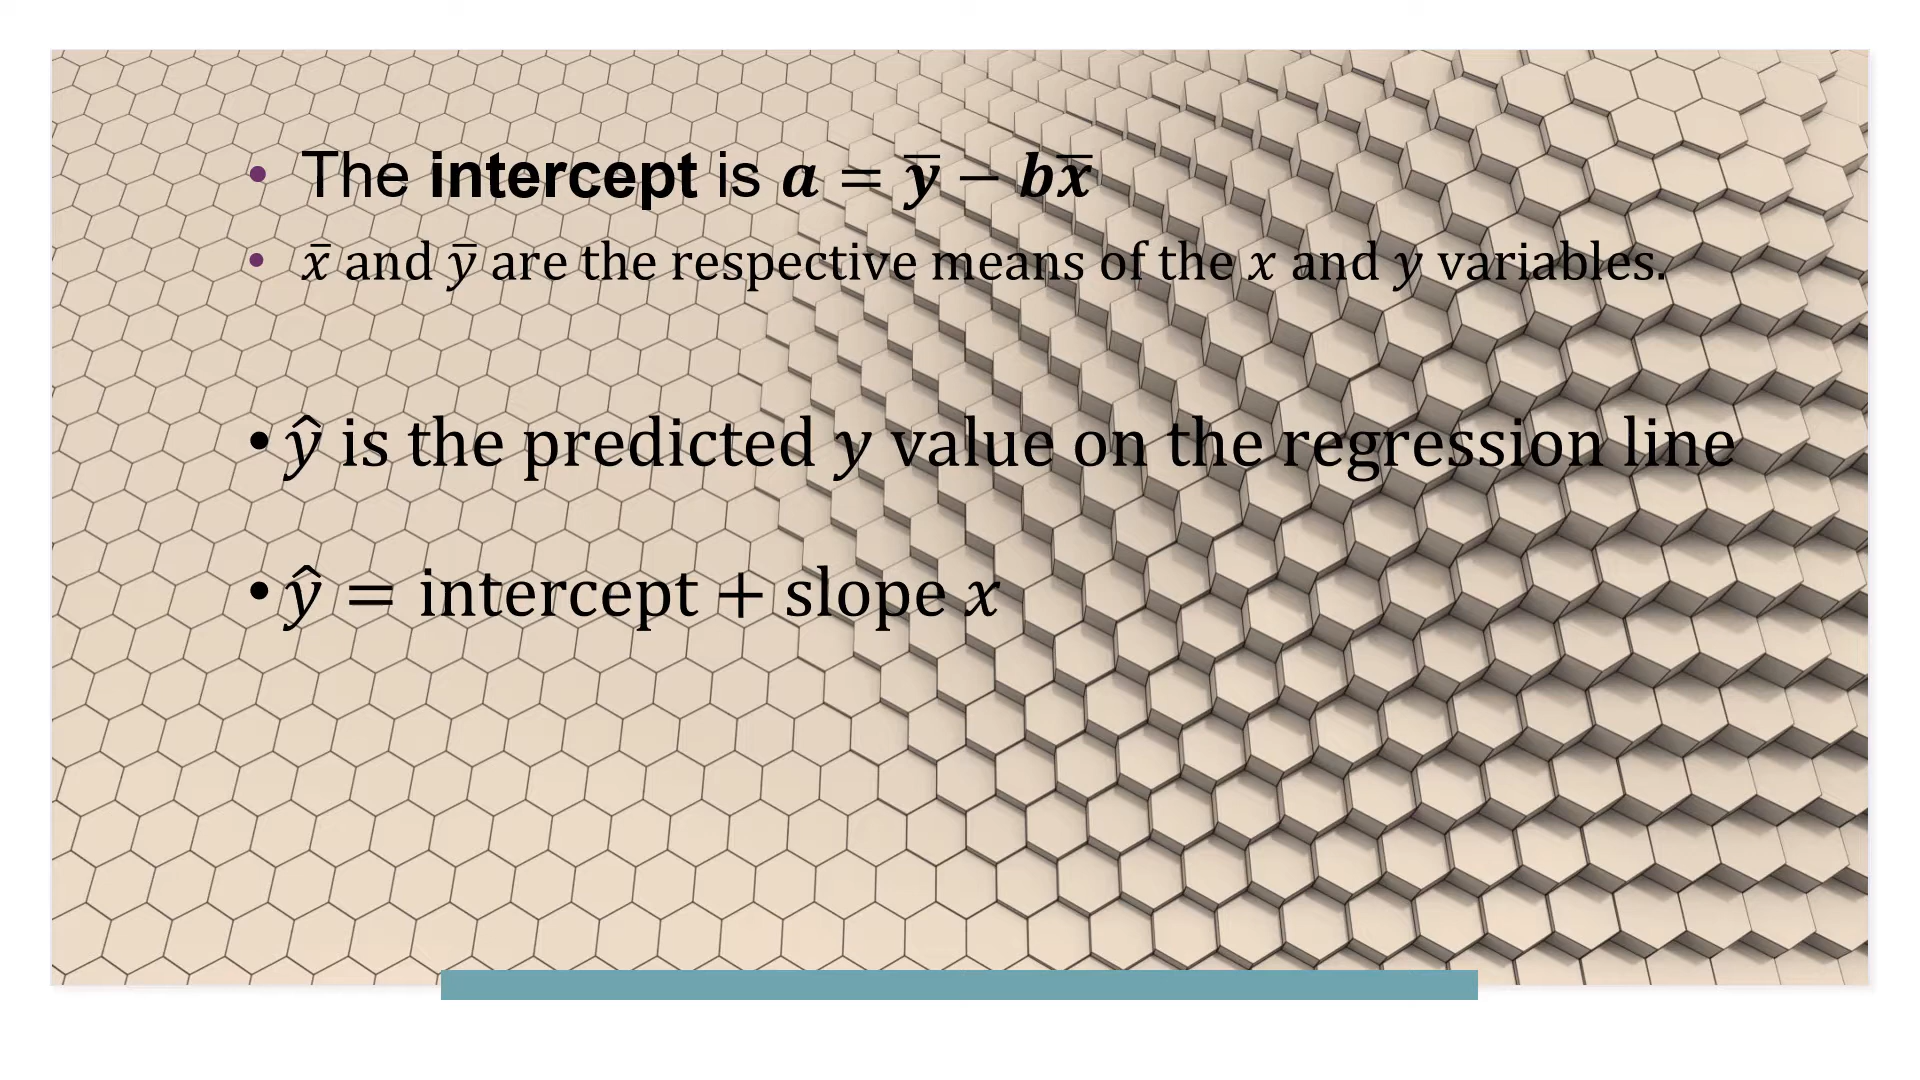 • The intercept is a = y̅ − bx̅
• x̅ and y̅ are the respective means of the x and y variables.
• ŷ is the predicted y value on the regression line
• ŷ = intercept + slope x